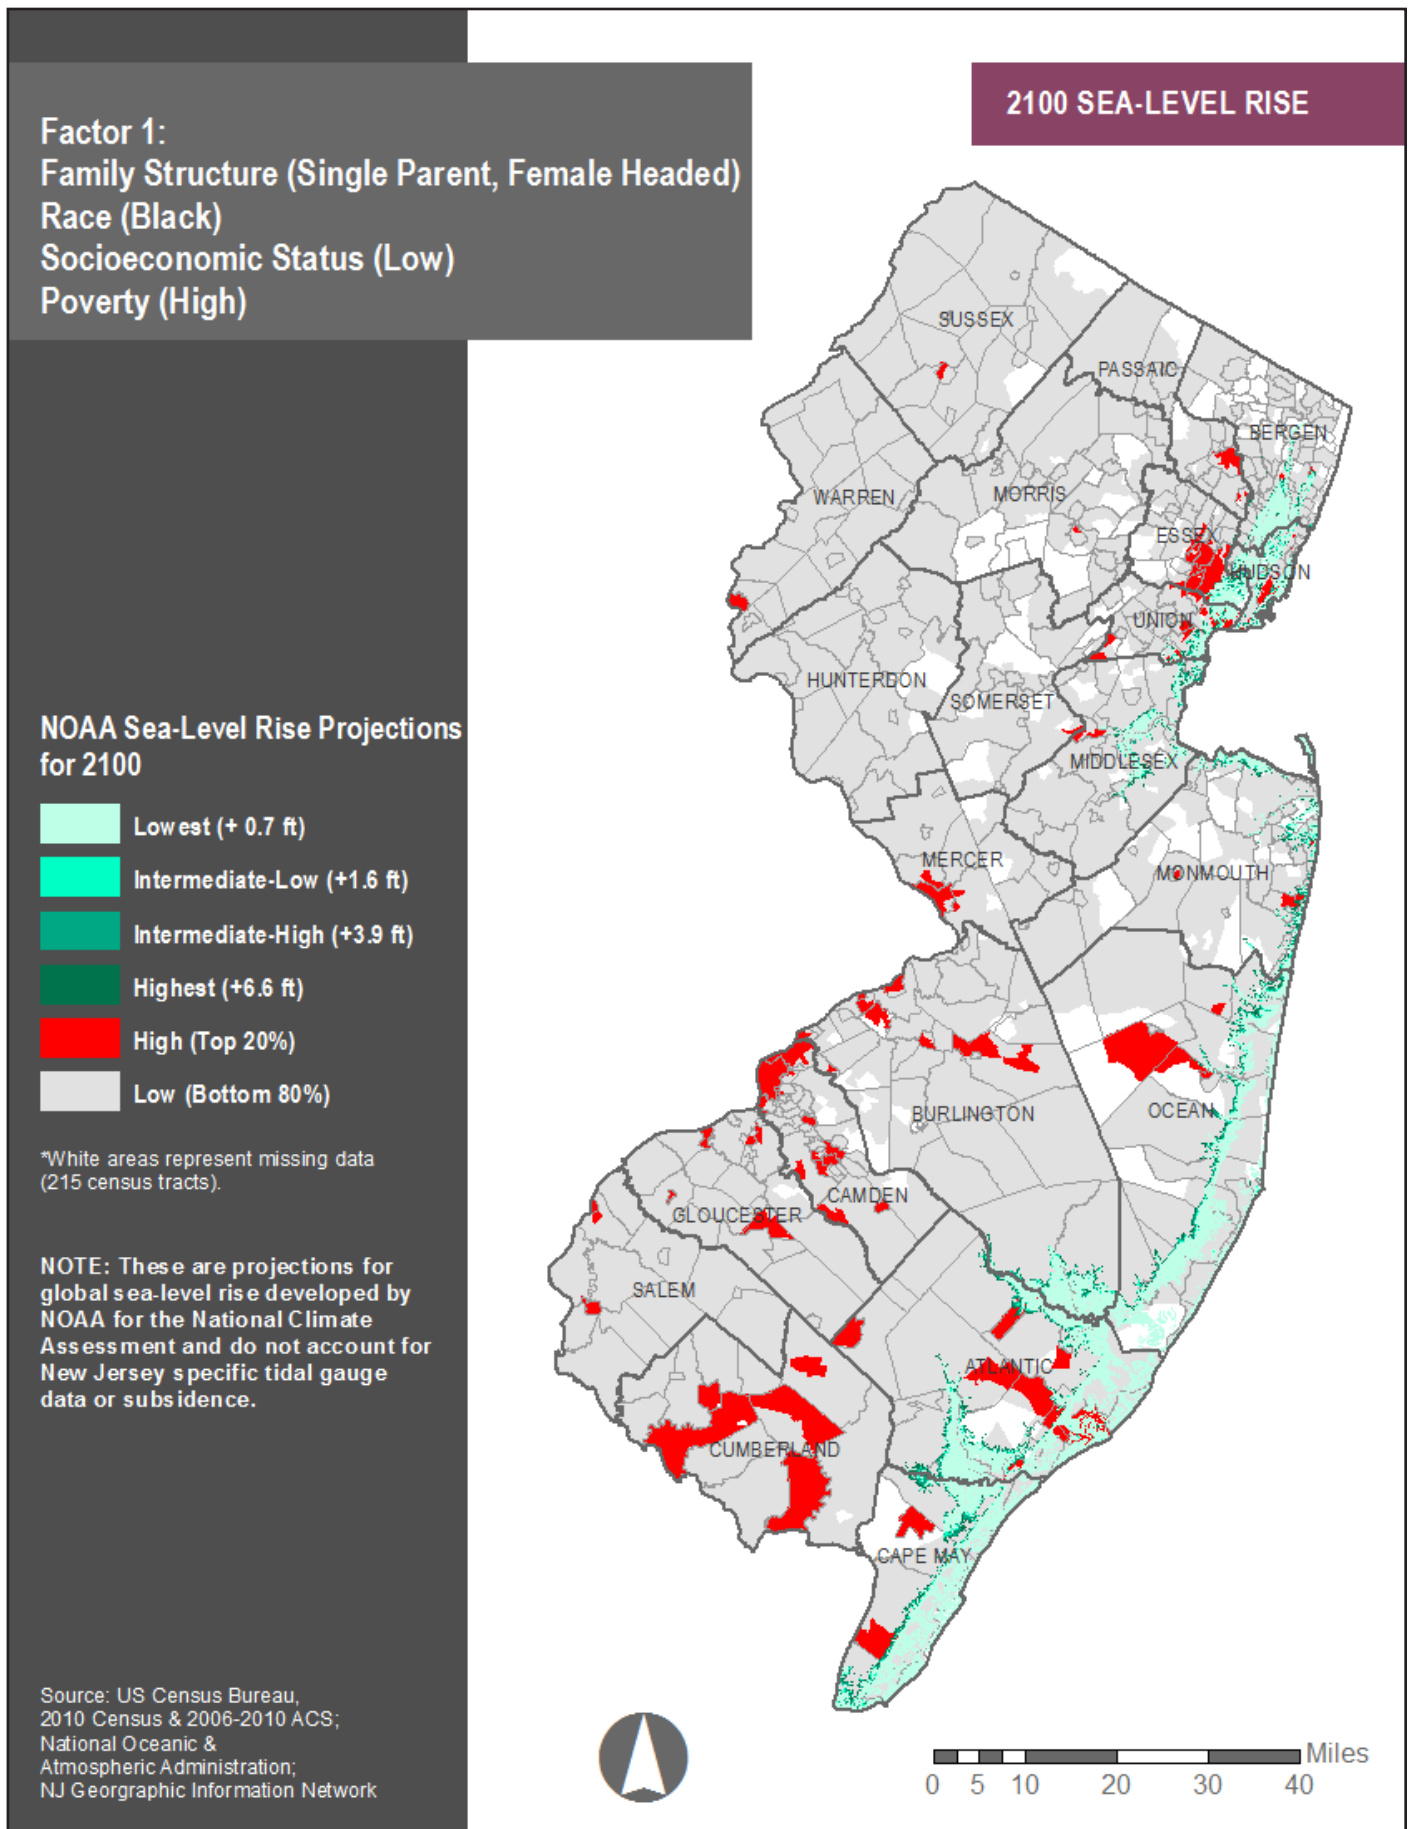 2100 SEA-LEVEL RISE
Factor 1:
Family Structure (Single Parent, Female Headed)
Race (Black)
Socioeconomic Status (Low)
Poverty (High)
SUSSEX
PASSAIC
BERGEN
WARREN
MORRIS
ESSEX
HUDSON
UNION
HUNTERDON
SOMERSET
MIDDLESEX
MERCER
MONMOUTH
OCEAN
BURLINGTON
CAMDEN
GLOUCESTER
SALEM
ATLANTIC
CUMBERLAND
CAPE MAY
NOAA Sea-Level Rise Projections
for 2100
Lowest (+ 0.7 ft)
Intermediate-Low (+1.6 ft)
Intermediate-High (+3.9 ft)
Highest (+6.6 ft)
High (Top 20%)
Low (Bottom 80%)
*White areas represent missing data
(215 census tracts).
NOTE: These are projections for
global sea-level rise developed by
NOAA for the National Climate
Assessment and do not account for
New Jersey specific tidal gauge
data or subsidence.
Source: US Census Bureau,
2010 Census & 2006-2010 ACS;
National Oceanic &
Atmospheric Administration;
NJ Georgraphic Information Network
Miles
0 5 10 20 30 40